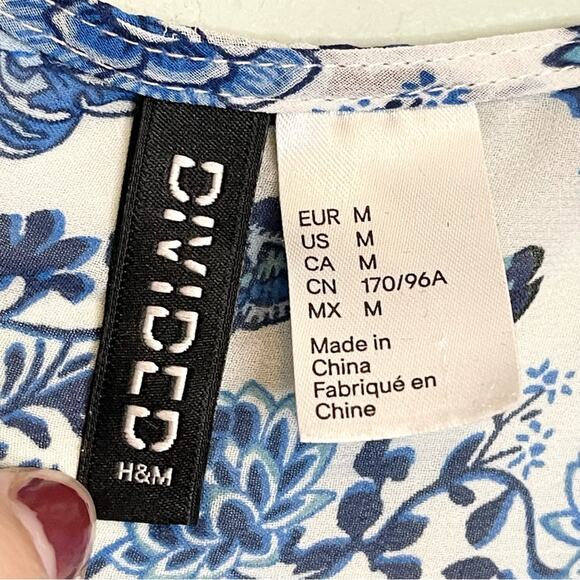 DIVIDED
H&M
EUR M
US M
CA M
CN 170/96A
MX M
Made in
China
Fabriqué en
Chine